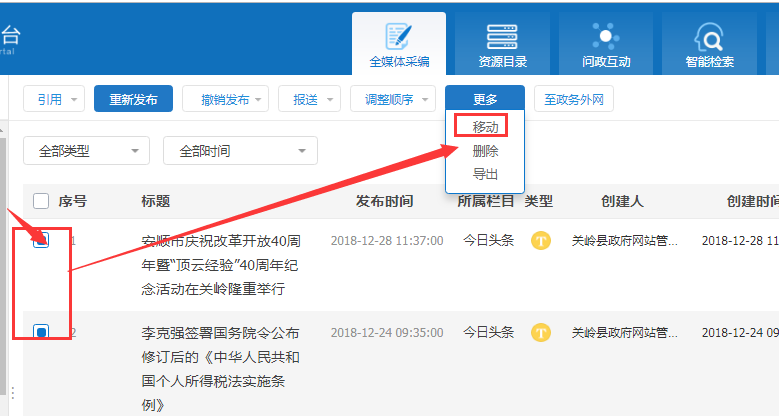 台
ortal
全媒体采编
资源目录
问政互动
智能检索
引用
重新发布
撤销发布
报送
调整顺序
更多
至政务外网
移动
删除
导出
全部类型
全部时间
序号
标题
发布时间
所属栏目
类型
创建人
创建时间
1
安顺市庆祝改革开放40周
年暨“顶云经验”40周年纪
念活动在关岭隆重举行
2018-12-28 11:37:00
今日头条
T
关岭县政府网站管...
2018-12-28 11
2
李克强签署国务院令公布
修订后的《中华人民共和
国个人所得税法实施条
例》
2018-12-24 09:35:00
今日头条
T
关岭县政府网站管...
2018-12-24 09